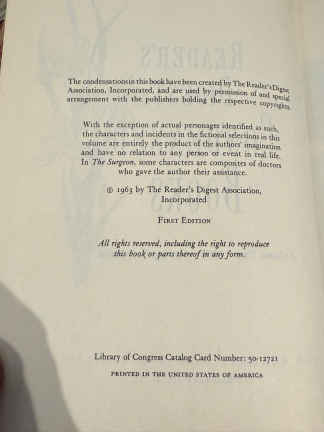 READER'S
The condensations in this book have been created by The Reader's Digest
Association, Incorporated, and are used by permission of and special
arrangement with the publishers holding the respective copyrights.
With the exception of actual personages identified as such,
the characters and incidents in the fictional selections in this
volume are entirely the product of the authors' imagination
and have no relation to any person or event in real life.
In The Surgeon, some characters are composites of doctors
who gave the author their assistance.
© 1963 by The Reader's Digest Association,
Incorporated
First Edition
All rights reserved, including the right to reproduce
this book or parts thereof in any form.
Library of Congress Catalog Card Number: 50-12721
PRINTED IN THE UNITED STATES OF AMERICA